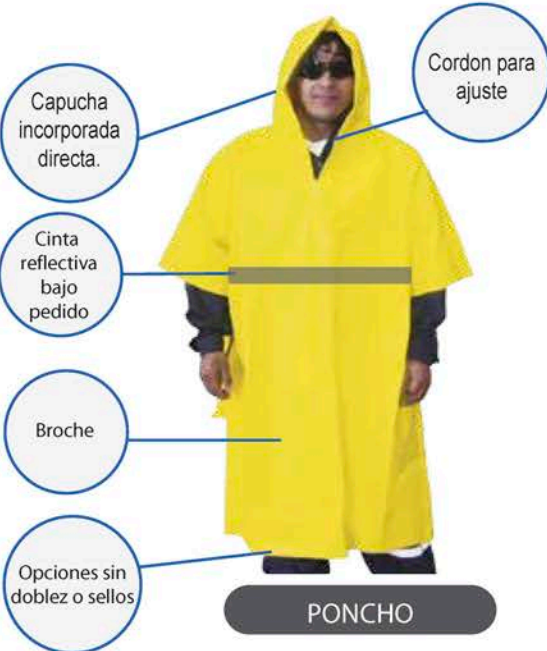 Capucha
incorporada
directa.
Cordon para
ajuste
Cinta
reflectiva
bajo
pedido
Broche
Opciones sin
doblez o sellos
PONCHO